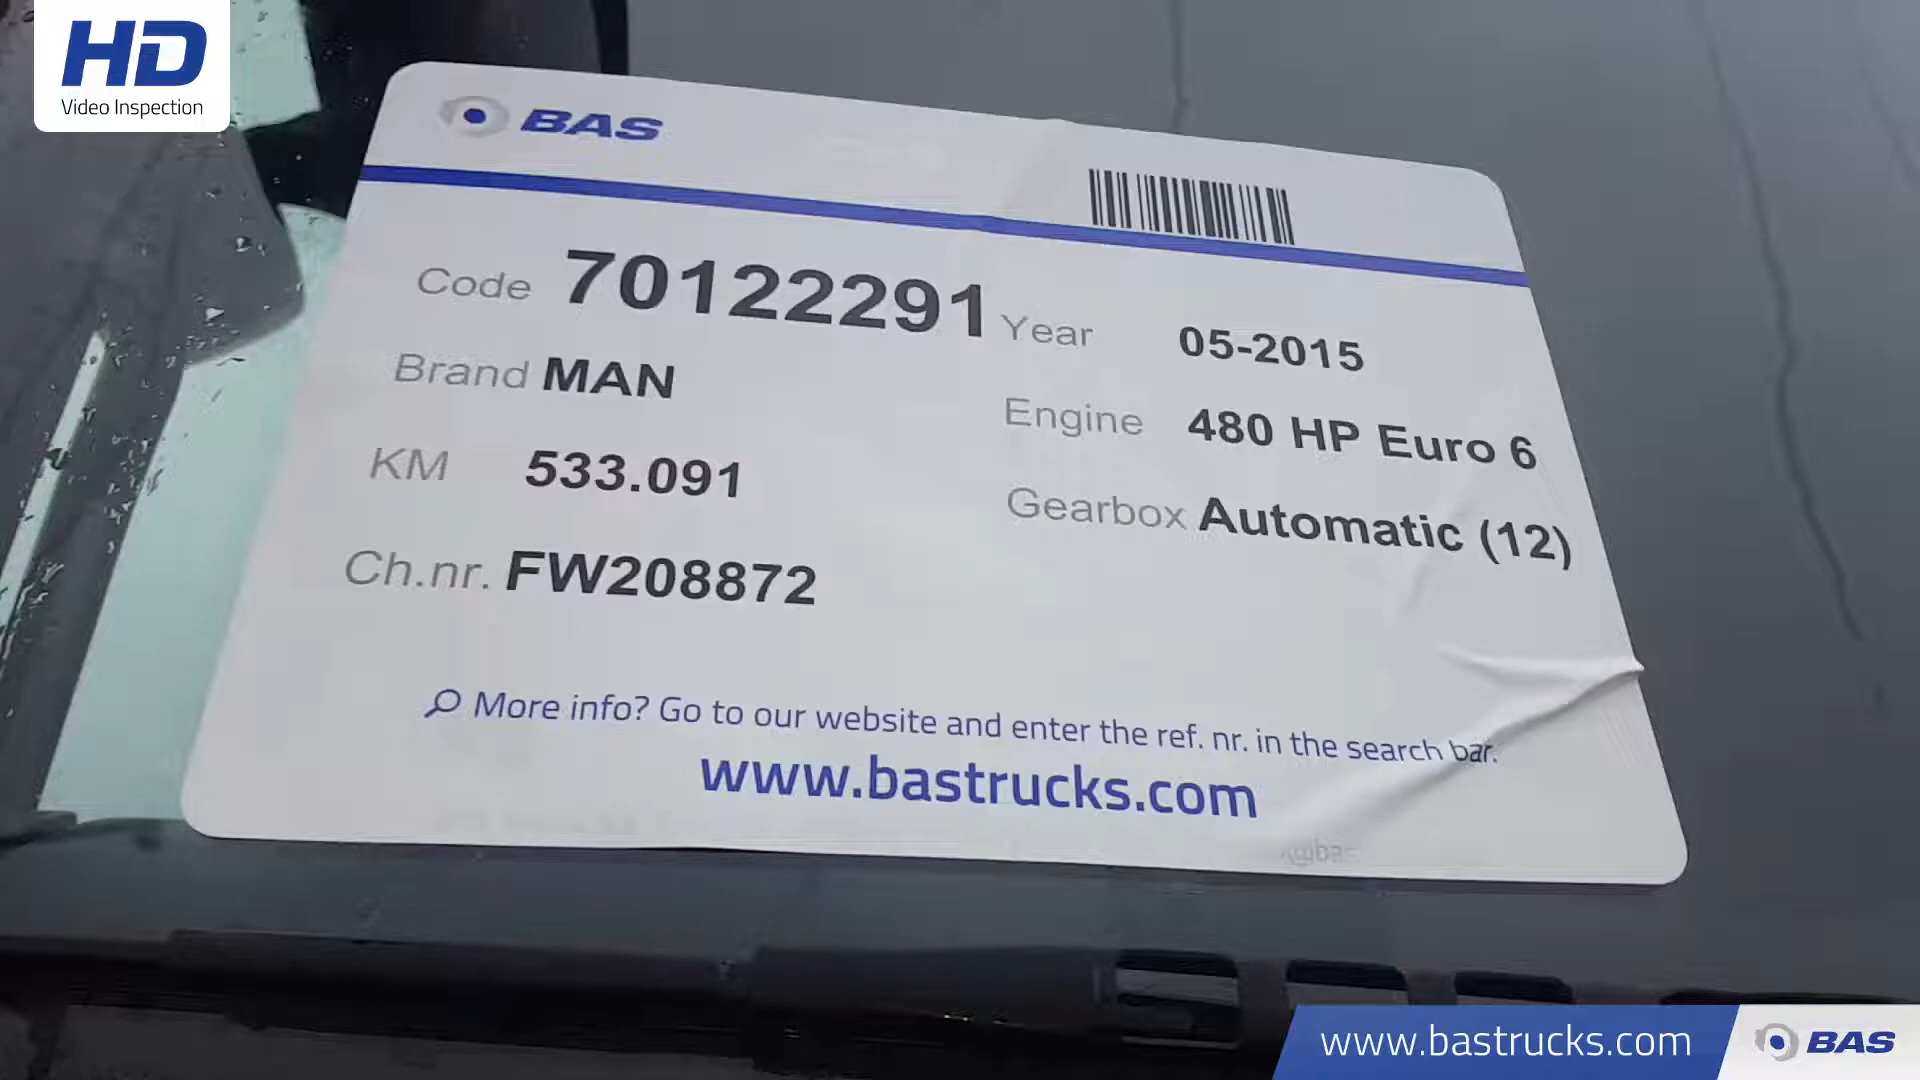 HD
Video Inspection
BAS
Code 70122291 Year 05-2015
Brand MAN
Engine 480 HP Euro 6
KM 533.091
Gearbox Automatic (12)
Ch.nr. FW208872
More info? Go to our website and enter the ref. nr. in the search bar.
www.bastrucks.com
www.bastrucks.com BAS